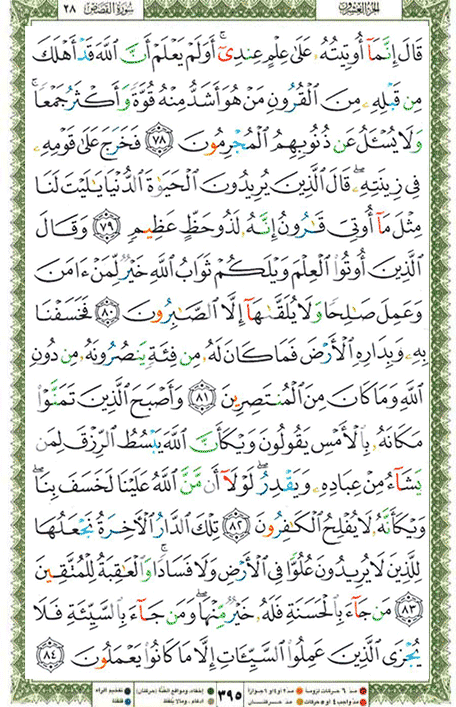 الجزء العشرون سورة القصص ٢٨
قَالَ إِنَّمَآ أُوتِيتُهُۥ عَلَىٰ عِلْمٍ عِندِىٓ ۚ أَوَلَمْ يَعْلَمْ أَنَّ ٱللَّهَ قَدْ أَهْلَكَ
مِن قَبْلِهِۦ مِنَ ٱلْقُرُونِ مَنْ هُوَ أَشَدُّ مِنْهُ قُوَّةً وَأَكْثَرُ جَمْعًا ۚ
وَلَا يُسْـَٔلُ عَن ذُنُوبِهِمُ ٱلْمُجْرِمُونَ ٧٨ فَخَرَجَ عَلَىٰ قَوْمِهِۦ
فِى زِينَتِهِۦ ۖ قَالَ ٱلَّذِينَ يُرِيدُونَ ٱلْحَيَوٰةَ ٱلدُّنْيَا يَـٰلَيْتَ لَنَا
مِثْلَ مَآ أُوتِىَ قَـٰرُونُ إِنَّهُۥ لَذُو حَظٍّ عَظِيمٍ ٧٩ وَقَالَ
ٱلَّذِينَ أُوتُوا۟ ٱلْعِلْمَ وَيْلَكُمْ ثَوَابُ ٱللَّهِ خَيْرٌ لِّمَنْ ءَامَنَ
وَعَمِلَ صَـٰلِحًا وَلَا يُلَقَّىٰهَآ إِلَّا ٱلصَّـٰبِرُونَ ٨٠ فَخَسَفْنَا
بِهِۦ وَبِدَارِهِ ٱلْأَرْضَ فَمَا كَانَ لَهُۥ مِن فِئَةٍ يَنصُرُونَهُۥ مِن دُونِ
ٱللَّهِ وَمَا كَانَ مِنَ ٱلْمُنتَصِرِينَ ٨١ وَأَصْبَحَ ٱلَّذِينَ تَمَنَّوْا۟
مَكَانَهُۥ بِٱلْأَمْسِ يَقُولُونَ وَيْكَأَنَّ ٱللَّهَ يَبْسُطُ ٱلرِّزْقَ لِمَن
يَشَآءُ مِنْ عِبَادِهِۦ وَيَقْدِرُ ۖ لَوْلَآ أَن مَّنَّ ٱللَّهُ عَلَيْنَا لَخَسَفَ بِنَا ۖ
وَيْكَأَنَّهُۥ لَا يُفْلِحُ ٱلْكَـٰفِرُونَ ٨٢ تِلْكَ ٱلدَّارُ ٱلْـَٔاخِرَةُ نَجْعَلُهَا
لِلَّذِينَ لَا يُرِيدُونَ عُلُوًّا فِى ٱلْأَرْضِ وَلَا فَسَادًا ۚ وَٱلْعَـٰقِبَةُ لِلْمُتَّقِينَ
٨٣ مَن جَآءَ بِٱلْحَسَنَةِ فَلَهُۥ خَيْرٌ مِّنْهَا ۖ وَمَن جَآءَ بِٱلسَّيِّئَةِ فَلَا
يُجْزَى ٱلَّذِينَ عَمِلُوا۟ ٱلسَّيِّـَٔاتِ إِلَّا مَا كَانُوا۟ يَعْمَلُونَ ٨٤
مد ٦ حركات لزوما مد ٢ أو ٤ أو ٦ جوازا ٣٩٥ إخفاء، ومواقع الغنة (حركتان) تفخيم الراء
مد واجب ٤ أو ٥ حركات مد حركتان إدغام، وما لا يلفظ قلقلة